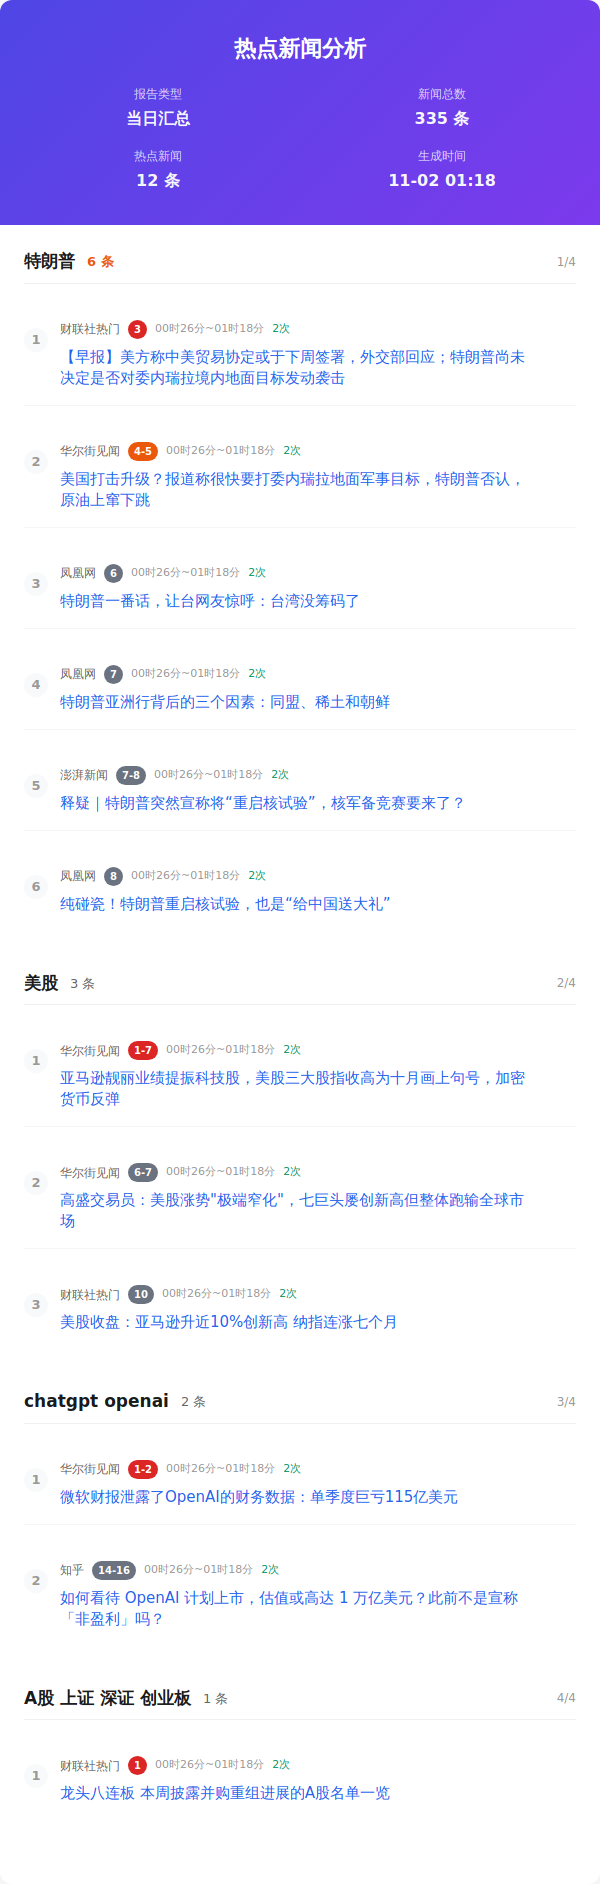 热点新闻分析
报告类型
新闻总数
当日汇总
335 条
热点新闻
生成时间
12 条
11-02 01:18
特朗普 6 条 1/4
1 财联社热门 3 00时26分~01时18分 2次
【早报】美方称中美贸易协定或于下周签署，外交部回应；特朗普尚未
决定是否对委内瑞拉境内地面目标发动袭击
2 华尔街见闻 4-5 00时26分~01时18分 2次
美国打击升级？报道称很快要打委内瑞拉地面军事目标，特朗普否认，
原油上窜下跳
3 凤凰网 6 00时26分~01时18分 2次
特朗普一番话，让台网友惊呼：台湾没筹码了
4 凤凰网 7 00时26分~01时18分 2次
特朗普亚洲行背后的三个因素：同盟、稀土和朝鲜
5 澎湃新闻 7-8 00时26分~01时18分 2次
释疑｜特朗普突然宣称将“重启核试验”，核军备竞赛要来了？
6 凤凰网 8 00时26分~01时18分 2次
纯碰瓷！特朗普重启核试验，也是“给中国送大礼”
美股 3 条 2/4
1 华尔街见闻 1-7 00时26分~01时18分 2次
亚马逊靓丽业绩提振科技股，美股三大股指收高为十月画上句号，加密
货币反弹
2 华尔街见闻 6-7 00时26分~01时18分 2次
高盛交易员：美股涨势"极端窄化"，七巨头屡创新高但整体跑输全球市
场
3 财联社热门 10 00时26分~01时18分 2次
美股收盘：亚马逊升近10%创新高 纳指连涨七个月
chatgpt openai 2 条 3/4
1 华尔街见闻 1-2 00时26分~01时18分 2次
微软财报泄露了OpenAI的财务数据：单季度巨亏115亿美元
2 知乎 14-16 00时26分~01时18分 2次
如何看待 OpenAI 计划上市，估值或高达 1 万亿美元？此前不是宣称
「非盈利」吗？
A股 上证 深证 创业板 1 条 4/4
1 财联社热门 1 00时26分~01时18分 2次
龙头八连板 本周披露并购重组进展的A股名单一览